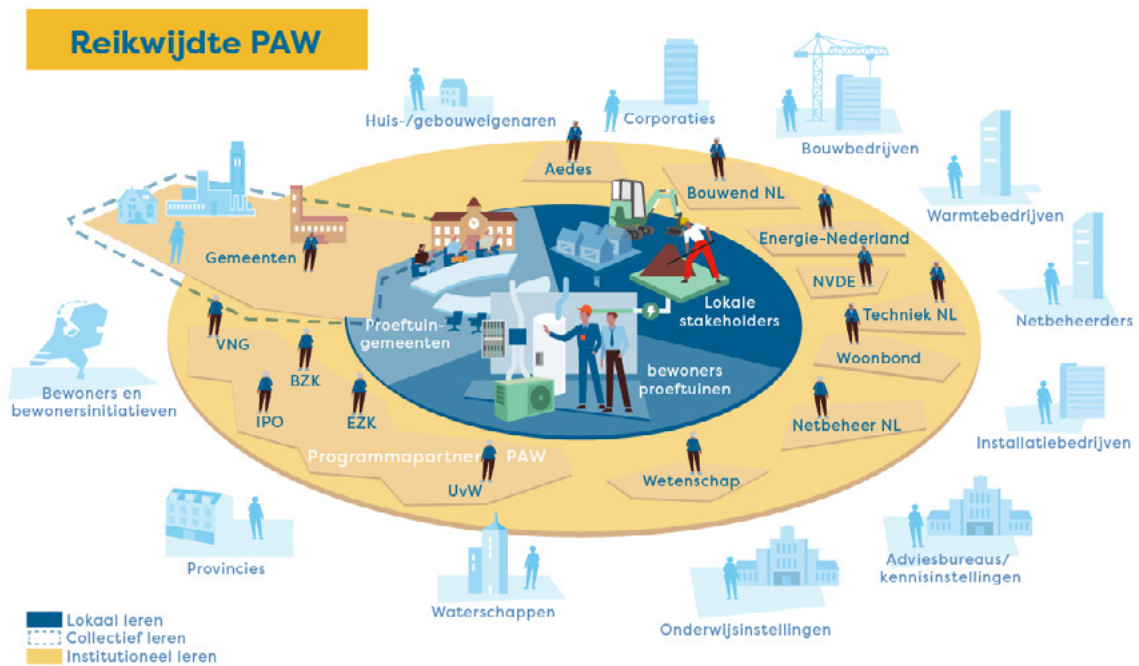 Reikwijdte PAW
Huis-/gebouweigenaren
Corporaties
Bouwbedrijven
Aedes
Bouwend NL
Warmtebedrijven
Energie-Nederland
Gemeenten
NVDE
Lokale
stakeholders
Techniek NL
Netbeheerders
Proeftuin-
gemeenten
VNG
Woonbond
BZK
bewoners
proeftuinen
Bewoners en
bewonersinitiatieven
IPO
EZK
Netbeheer NL
Installatiebedrijven
Programmapartner PAW
UvW
Wetenschap
Provincies
Adviesbureaus/
kennisinstellingen
Waterschappen
Onderwijsinstellingen
Lokaal leren
Collectief leren
Institutioneel leren